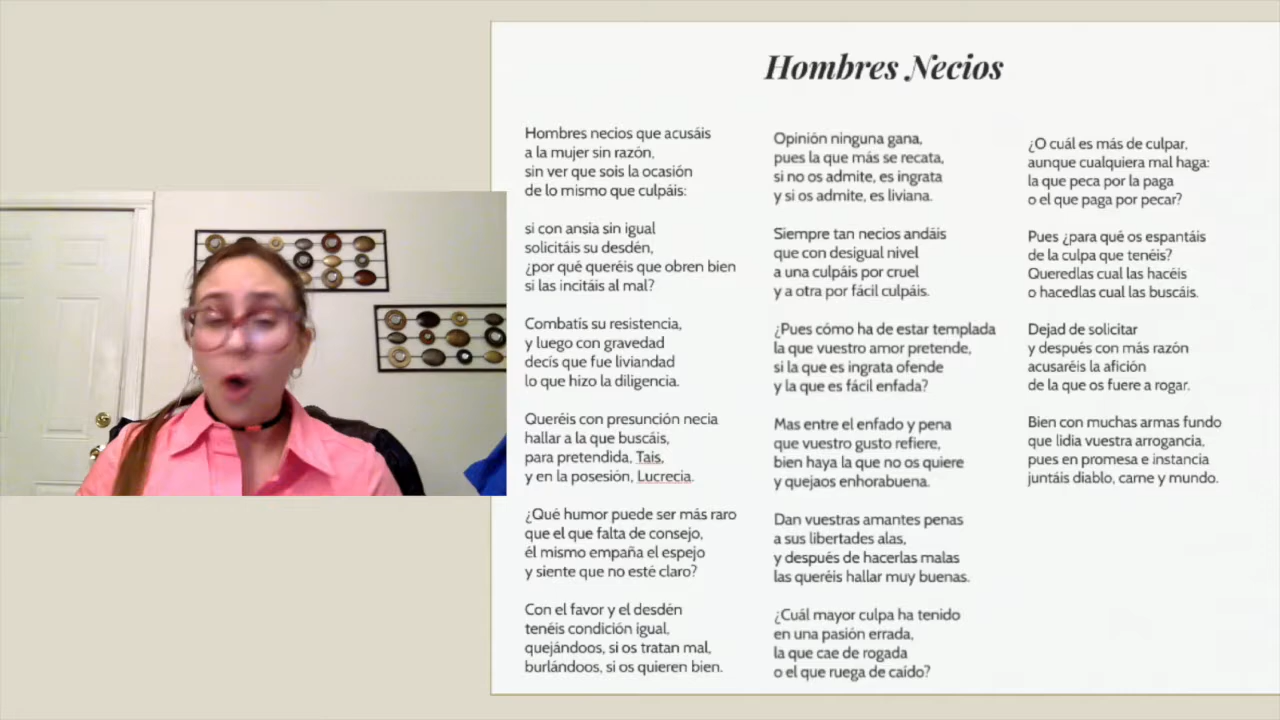 Hombres Necios
Hombres necios que acusáis
a la mujer sin razón,
sin ver que sois la ocasión
de lo mismo que culpáis:
si con ansia sin igual
solicitáis su desdén,
¿por qué queréis que obren bien
si las incitáis al mal?
Combatís su resistencia,
y luego con gravedad
decís que fue liviandad
lo que hizo la diligencia.
Queréis con presunción necia
hallar a la que buscáis,
para pretendida, Tais,
y en la posesión, Lucrecia.
¿Qué humor puede ser más raro
que el que falta de consejo,
él mismo empaña el espejo
y siente que no esté claro?
Con el favor y el desdén
tenéis condición igual,
quejándoos, si os tratan mal,
burlándoos, si os quieren bien.
Opinión ninguna gana,
pues la que más se recata,
si no os admite, es ingrata
y si os admite, es liviana.
Siempre tan necios andáis
que con desigual nivel
a una culpáis por cruel
y a otra por fácil culpáis.
¿Pues cómo ha de estar templada
la que vuestro amor pretende,
si la que es ingrata ofende
y la que es fácil enfada?
Mas entre el enfado y pena
que vuestro gusto refiere,
bien haya la que no os quiere
y quejaos enhorabuena.
Dan vuestras amantes penas
a sus libertades alas,
y después de hacerlas malas
las queréis hallar muy buenas.
¿Cuál mayor culpa ha tenido
en una pasión errada,
la que cae de rogada
o el que ruega de caído?
¿O cuál es más de culpar,
aunque cualquiera mal haga:
la que peca por la paga
o el que paga por pecar?
Pues ¿para qué os espantáis
de la culpa que tenéis?
Queredlas cual las hacéis
o hacedlas cual las buscáis.
Dejad de solicitar
y después con más razón
acusaréis la afición
de la que os fuere a rogar.
Bien con muchas armas fundo
que lidia vuestra arrogancia,
pues en promesa e instancia
juntáis diablo, carne y mundo.